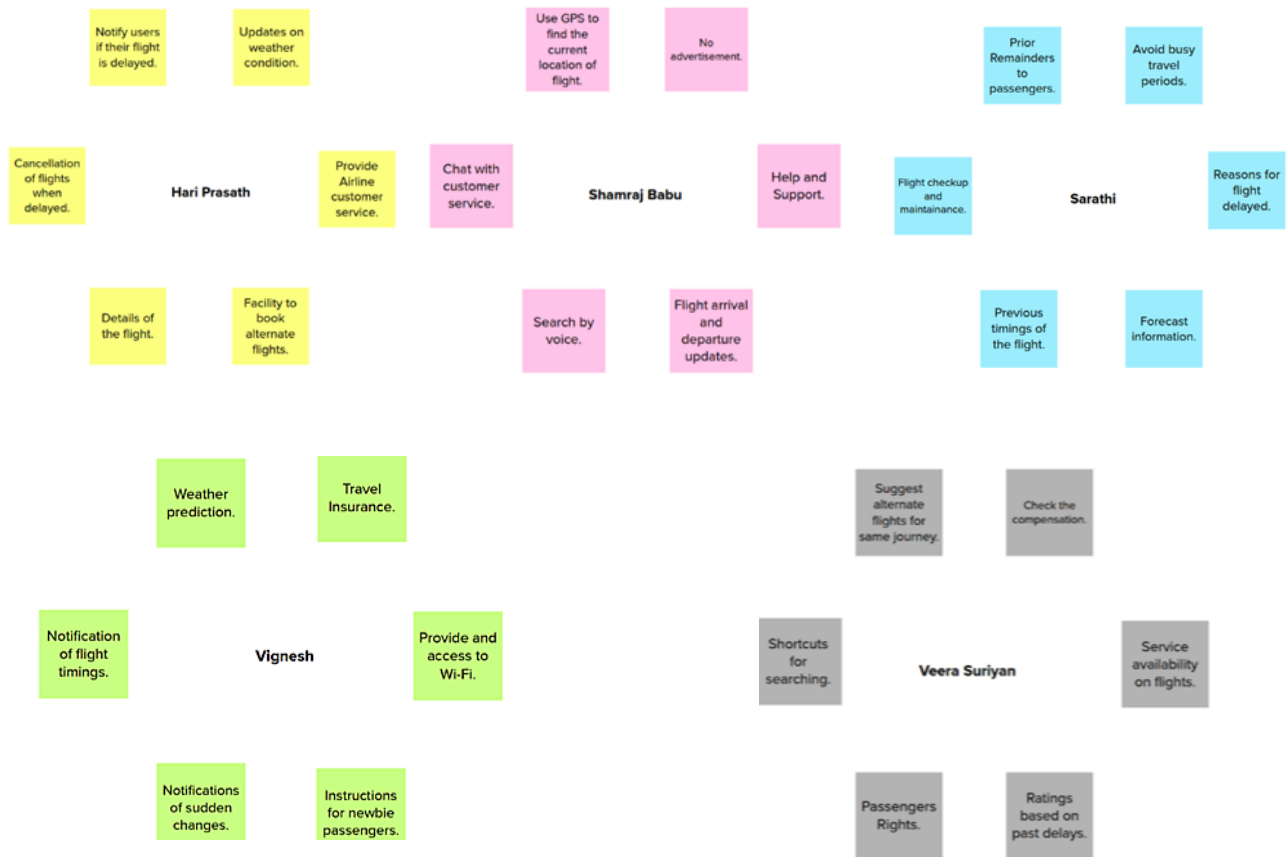 Notify users
if their flight
is delayed.
Updates on
weather
condition.
Cancellation
of flights
when
delayed.
Hari Prasath
Provide
Airline
customer
service.
Details of
the flight.
Facility to
book
alternate
flights.
Use GPS to
find the
current
location of
flight.
No
advertisement.
Chat with
customer
service.
Shamraj Babu
Help and
Support.
Search by
voice.
Flight arrival
and
departure
updates.
Prior
Remainders
to
passengers.
Avoid busy
travel
periods.
Flight checkup
and
maintainance.
Sarathi
Reasons for
flight
delayed.
Previous
timings of
the flight.
Forecast
information.
Weather
prediction.
Travel
Insurance.
Notification
of flight
timings.
Vignesh
Provide and
access to
Wi-Fi.
Notifications
of sudden
changes.
Instructions
for newbie
passengers.
Suggest
alternate
flights for
same journey.
Check the
compensation.
Shortcuts
for
searching.
Veera Suriyan
Service
availability
on flights.
Passengers
Rights.
Ratings
based on
past delays.